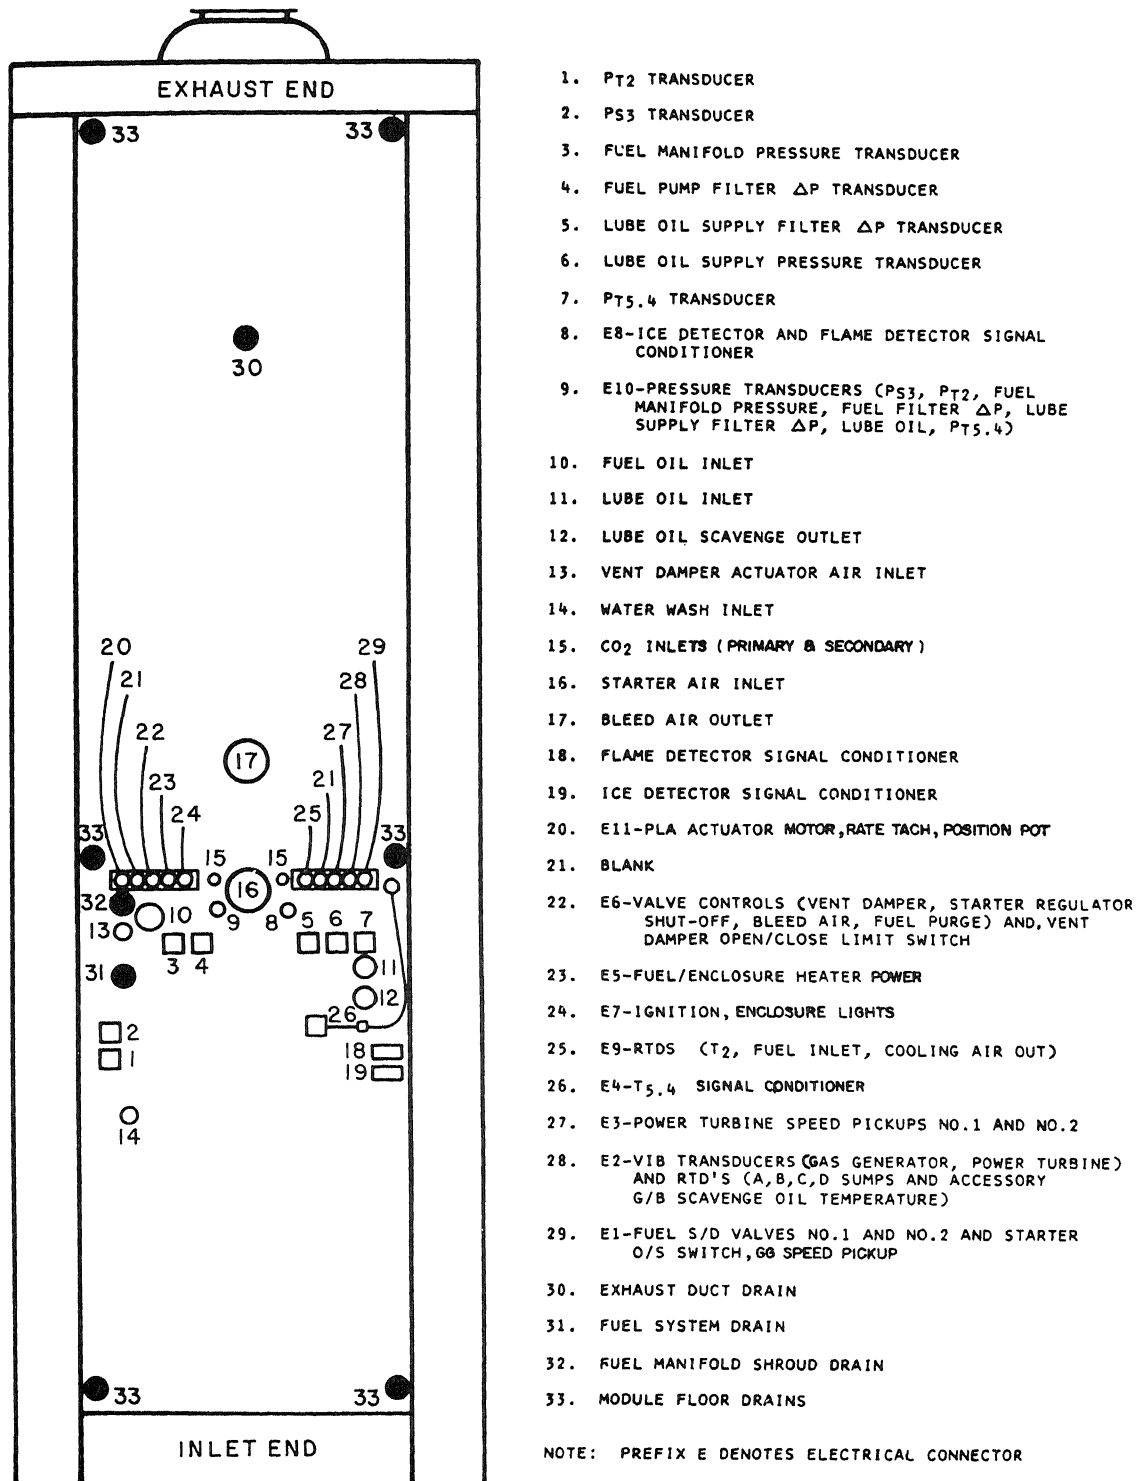 EXHAUST END
33 33
30
20 29
21 28
22 27
17
23 21
24 25
33 33
15 15
16
32 10 9 8
13 5 6 7
3 4
31 11
12
26
2
18
1
19
14
33 33
INLET END
1. PT2 TRANSDUCER
2. PS3 TRANSDUCER
3. FUEL MANIFOLD PRESSURE TRANSDUCER
4. FUEL PUMP FILTER ΔP TRANSDUCER
5. LUBE OIL SUPPLY FILTER ΔP TRANSDUCER
6. LUBE OIL SUPPLY PRESSURE TRANSDUCER
7. PT5.4 TRANSDUCER
8. E8-ICE DETECTOR AND FLAME DETECTOR SIGNAL
CONDITIONER
9. E10-PRESSURE TRANSDUCERS (PS3, PT2, FUEL
MANIFOLD PRESSURE, FUEL FILTER ΔP, LUBE
SUPPLY FILTER ΔP, LUBE OIL, PT5.4)
10. FUEL OIL INLET
11. LUBE OIL INLET
12. LUBE OIL SCAVENGE OUTLET
13. VENT DAMPER ACTUATOR AIR INLET
14. WATER WASH INLET
15. CO2 INLETS (PRIMARY & SECONDARY)
16. STARTER AIR INLET
17. BLEED AIR OUTLET
18. FLAME DETECTOR SIGNAL CONDITIONER
19. ICE DETECTOR SIGNAL CONDITIONER
20. E11-PLA ACTUATOR MOTOR, RATE TACH, POSITION POT
21. BLANK
22. E6-VALVE CONTROLS (VENT DAMPER, STARTER REGULATOR
SHUT-OFF, BLEED AIR, FUEL PURGE) AND, VENT
DAMPER OPEN/CLOSE LIMIT SWITCH
23. E5-FUEL/ENCLOSURE HEATER POWER
24. E7-IGNITION, ENCLOSURE LIGHTS
25. E9-RTDS (T2, FUEL INLET, COOLING AIR OUT)
26. E4-T5.4 SIGNAL CONDITIONER
27. E3-POWER TURBINE SPEED PICKUPS NO.1 AND NO.2
28. E2-VIB TRANSDUCERS (GAS GENERATOR, POWER TURBINE)
AND RTD'S (A,B,C,D SUMPS AND ACCESSORY
G/B SCAVENGE OIL TEMPERATURE)
29. E1-FUEL S/D VALVES NO.1 AND NO.2 AND STARTER
O/S SWITCH, GG SPEED PICKUP
30. EXHAUST DUCT DRAIN
31. FUEL SYSTEM DRAIN
32. FUEL MANIFOLD SHROUD DRAIN
33. MODULE FLOOR DRAINS
NOTE: PREFIX E DENOTES ELECTRICAL CONNECTOR